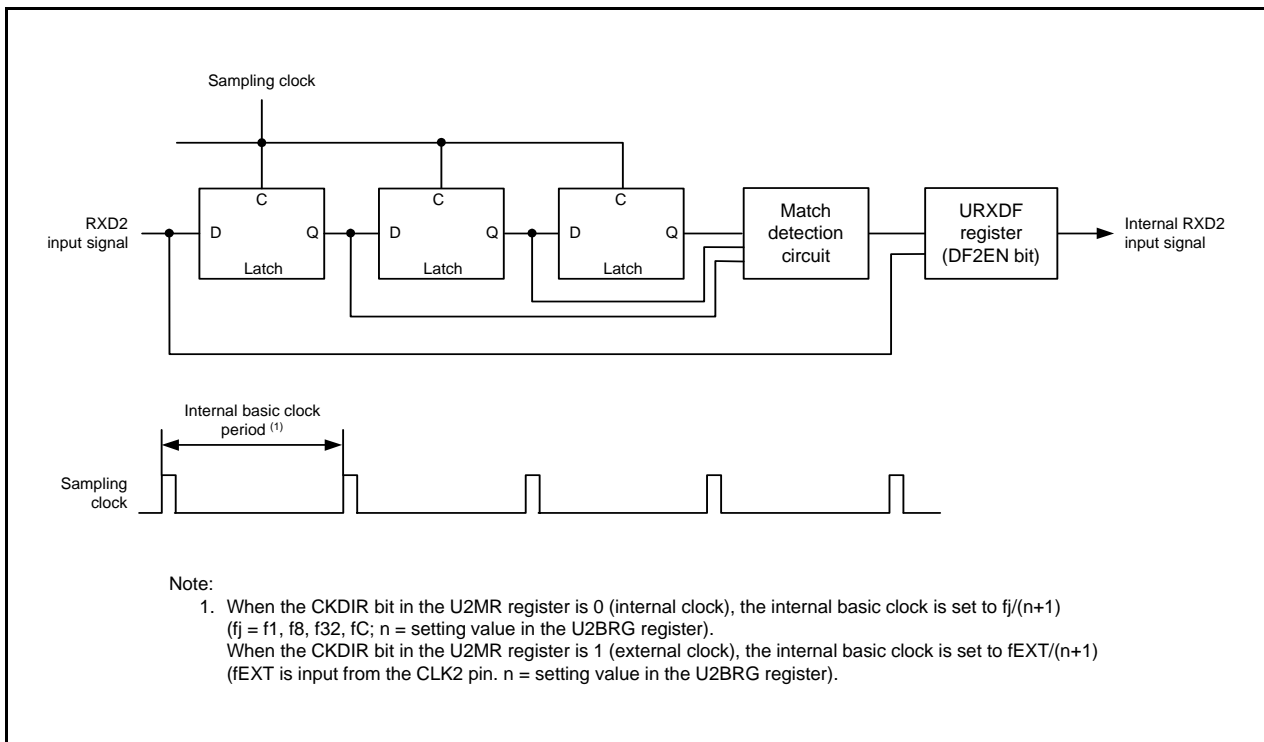 Sampling clock
RXD2
input signal
D
C
Q
Latch
D
C
Q
Latch
D
C
Q
Latch
Match
detection
circuit
URXDF
register
(DF2EN bit)
Internal RXD2
input signal
Internal basic clock
period (1)
Sampling
clock
Note:
1. When the CKDIR bit in the U2MR register is 0 (internal clock), the internal basic clock is set to fj/(n+1)
(fj = f1, f8, f32, fC; n = setting value in the U2BRG register).
When the CKDIR bit in the U2MR register is 1 (external clock), the internal basic clock is set to fEXT/(n+1)
(fEXT is input from the CLK2 pin. n = setting value in the U2BRG register).